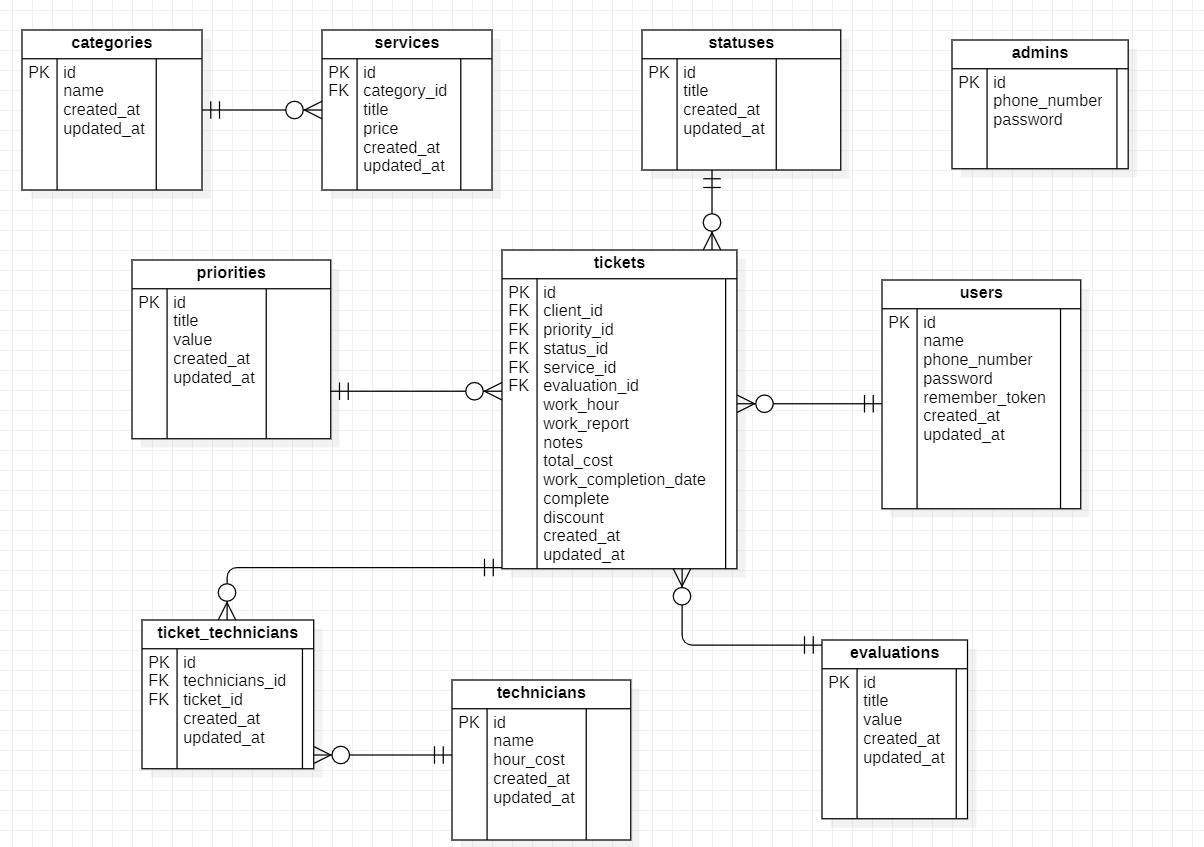 categories
PK id
name
created_at
updated_at
services
PK id
FK category_id
title
price
created_at
updated_at
statuses
PK id
title
created_at
updated_at
admins
PK id
phone_number
password
priorities
PK id
title
value
created_at
updated_at
tickets
PK id
FK client_id
FK priority_id
FK status_id
FK service_id
FK evaluation_id
work_hour
work_report
notes
total_cost
work_completion_date
complete
discount
created_at
updated_at
users
PK id
name
phone_number
password
remember_token
created_at
updated_at
ticket_technicians
PK id
FK technicians_id
FK ticket_id
created_at
updated_at
technicians
PK id
name
hour_cost
created_at
updated_at
evaluations
PK id
title
value
created_at
updated_at